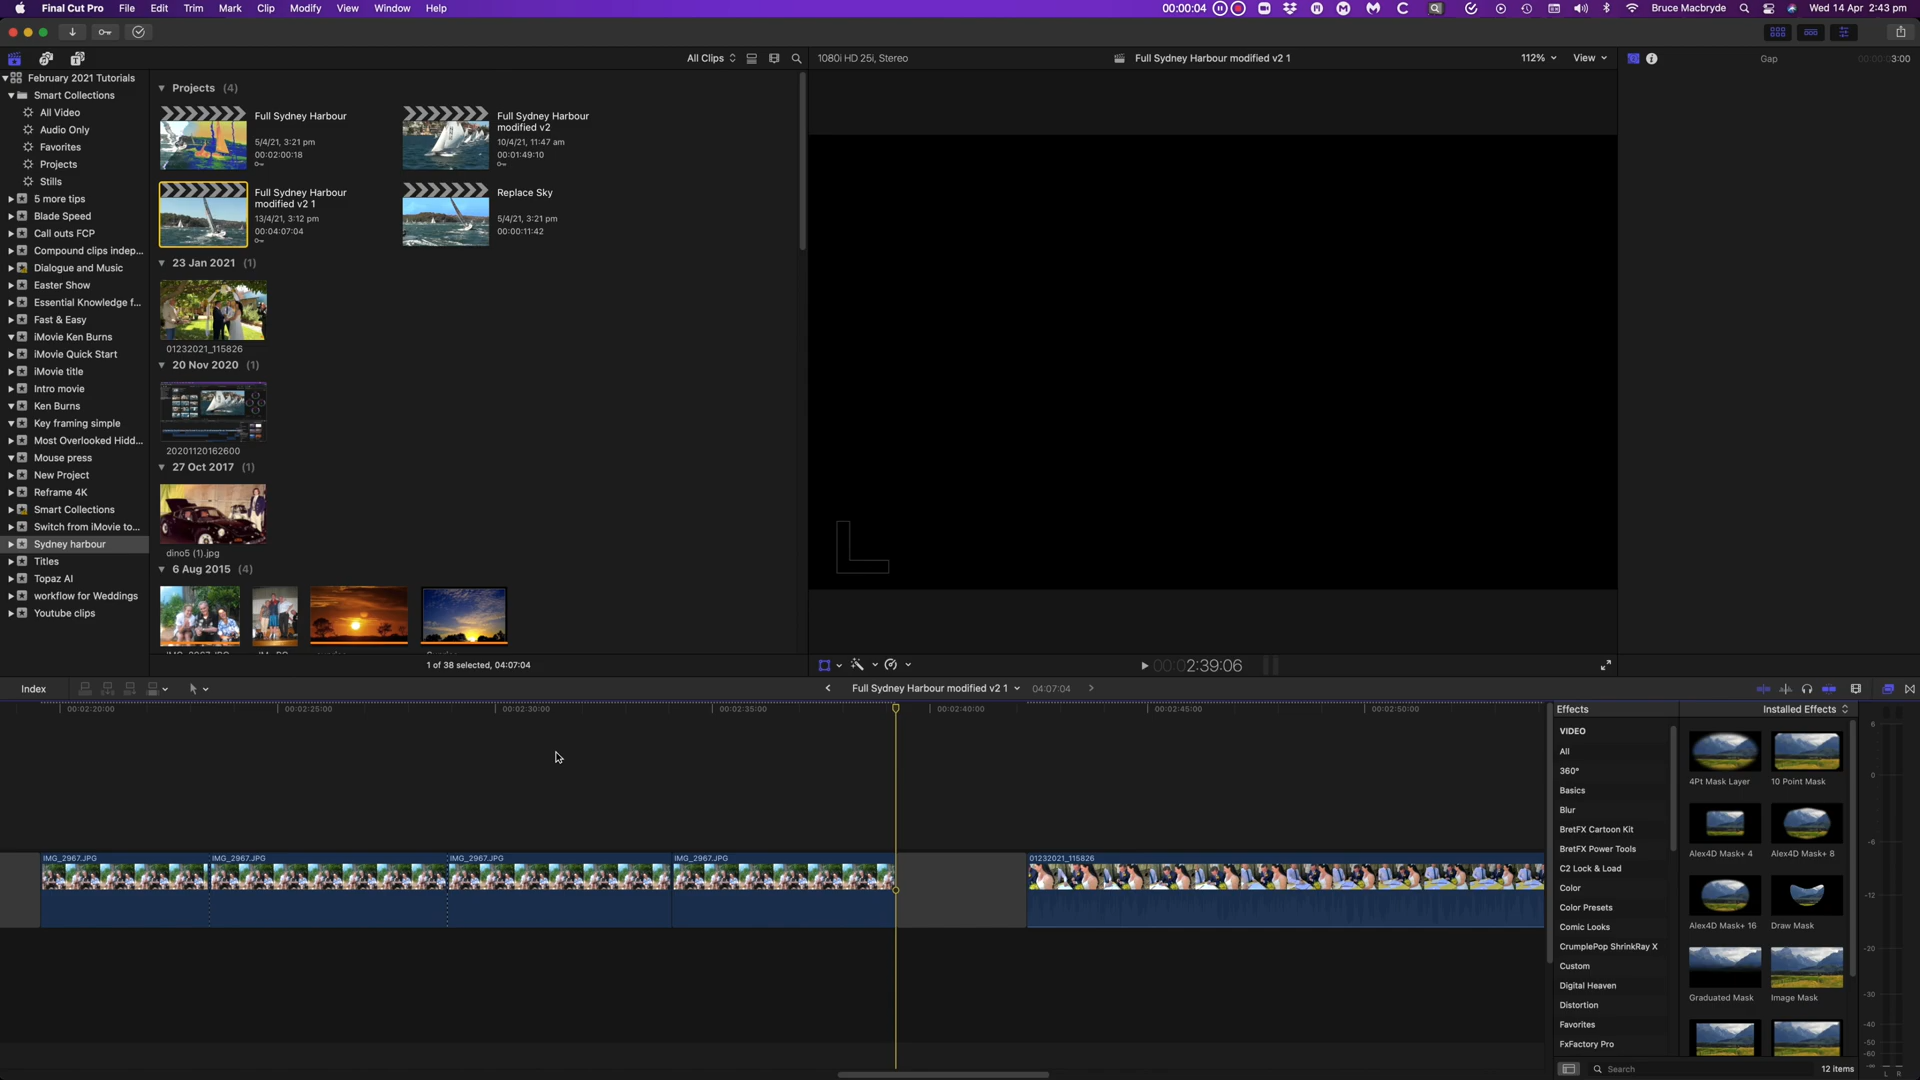 Final Cut Pro File Edit Trim Mark Clip Modify View Window Help 00:00:04 Bruce Macbryde Wed 14 Apr 2:43 pm
All Clips 1080i HD 25i, Stereo Full Sydney Harbour modified v2 1 112% View Gap 00:00:03:00
February 2021 Tutorials
Smart Collections
All Video
Audio Only
Favorites
Projects
Stills
5 more tips
Blade Speed
Call outs FCP
Compound clips indep...
Dialogue and Music
Easter Show
Essential Knowledge f...
Fast & Easy
iMovie Ken Burns
iMovie Quick Start
iMovie title
Intro movie
Ken Burns
Key framing simple
Most Overlooked Hidd...
Mouse press
New Project
Reframe 4K
Smart Collections
Switch from iMovie to...
Sydney harbour
Titles
Topaz AI
workflow for Weddings
Youtube clips
Projects (4)
Full Sydney Harbour
5/4/21, 3:21 pm
00:02:00:18
Full Sydney Harbour
modified v2
10/4/21, 11:47 am
00:01:49:10
Full Sydney Harbour
modified v2 1
13/4/21, 3:12 pm
00:04:07:04
Replace Sky
5/4/21, 3:21 pm
00:00:11:42
23 Jan 2021 (1)
01232021_115826
20 Nov 2020 (1)
20201120162600
27 Oct 2017 (1)
dino5 (1).jpg
6 Aug 2015 (4)
1 of 38 selected, 04:07:04
00:00:2:39:06
Index Full Sydney Harbour modified v2 1 04:07:04
00:02:20:00 00:02:25:00 00:02:30:00 00:02:35:00 00:02:40:00 00:02:45:00 00:02:50:00
IMG_2967.JPG IMG_2967.JPG IMG_2967.JPG IMG_2967.JPG 01232021_115826
Effects Installed Effects
VIDEO
All
360°
Basics
Blur
BretFX Cartoon Kit
BretFX Power Tools
C2 Lock & Load
Color
Color Presets
Comic Looks
CrumplePop ShrinkRay X
Custom
Digital Heaven
Distortion
Favorites
FxFactory Pro
4Pt Mask Layer 10 Point Mask
Alex4D Mask+ 4 Alex4D Mask+ 8
Alex4D Mask+ 16 Draw Mask
Graduated Mask Image Mask
Search 12 items
6
0
-6
-12
-20
-30
-40
-50
-60
L R